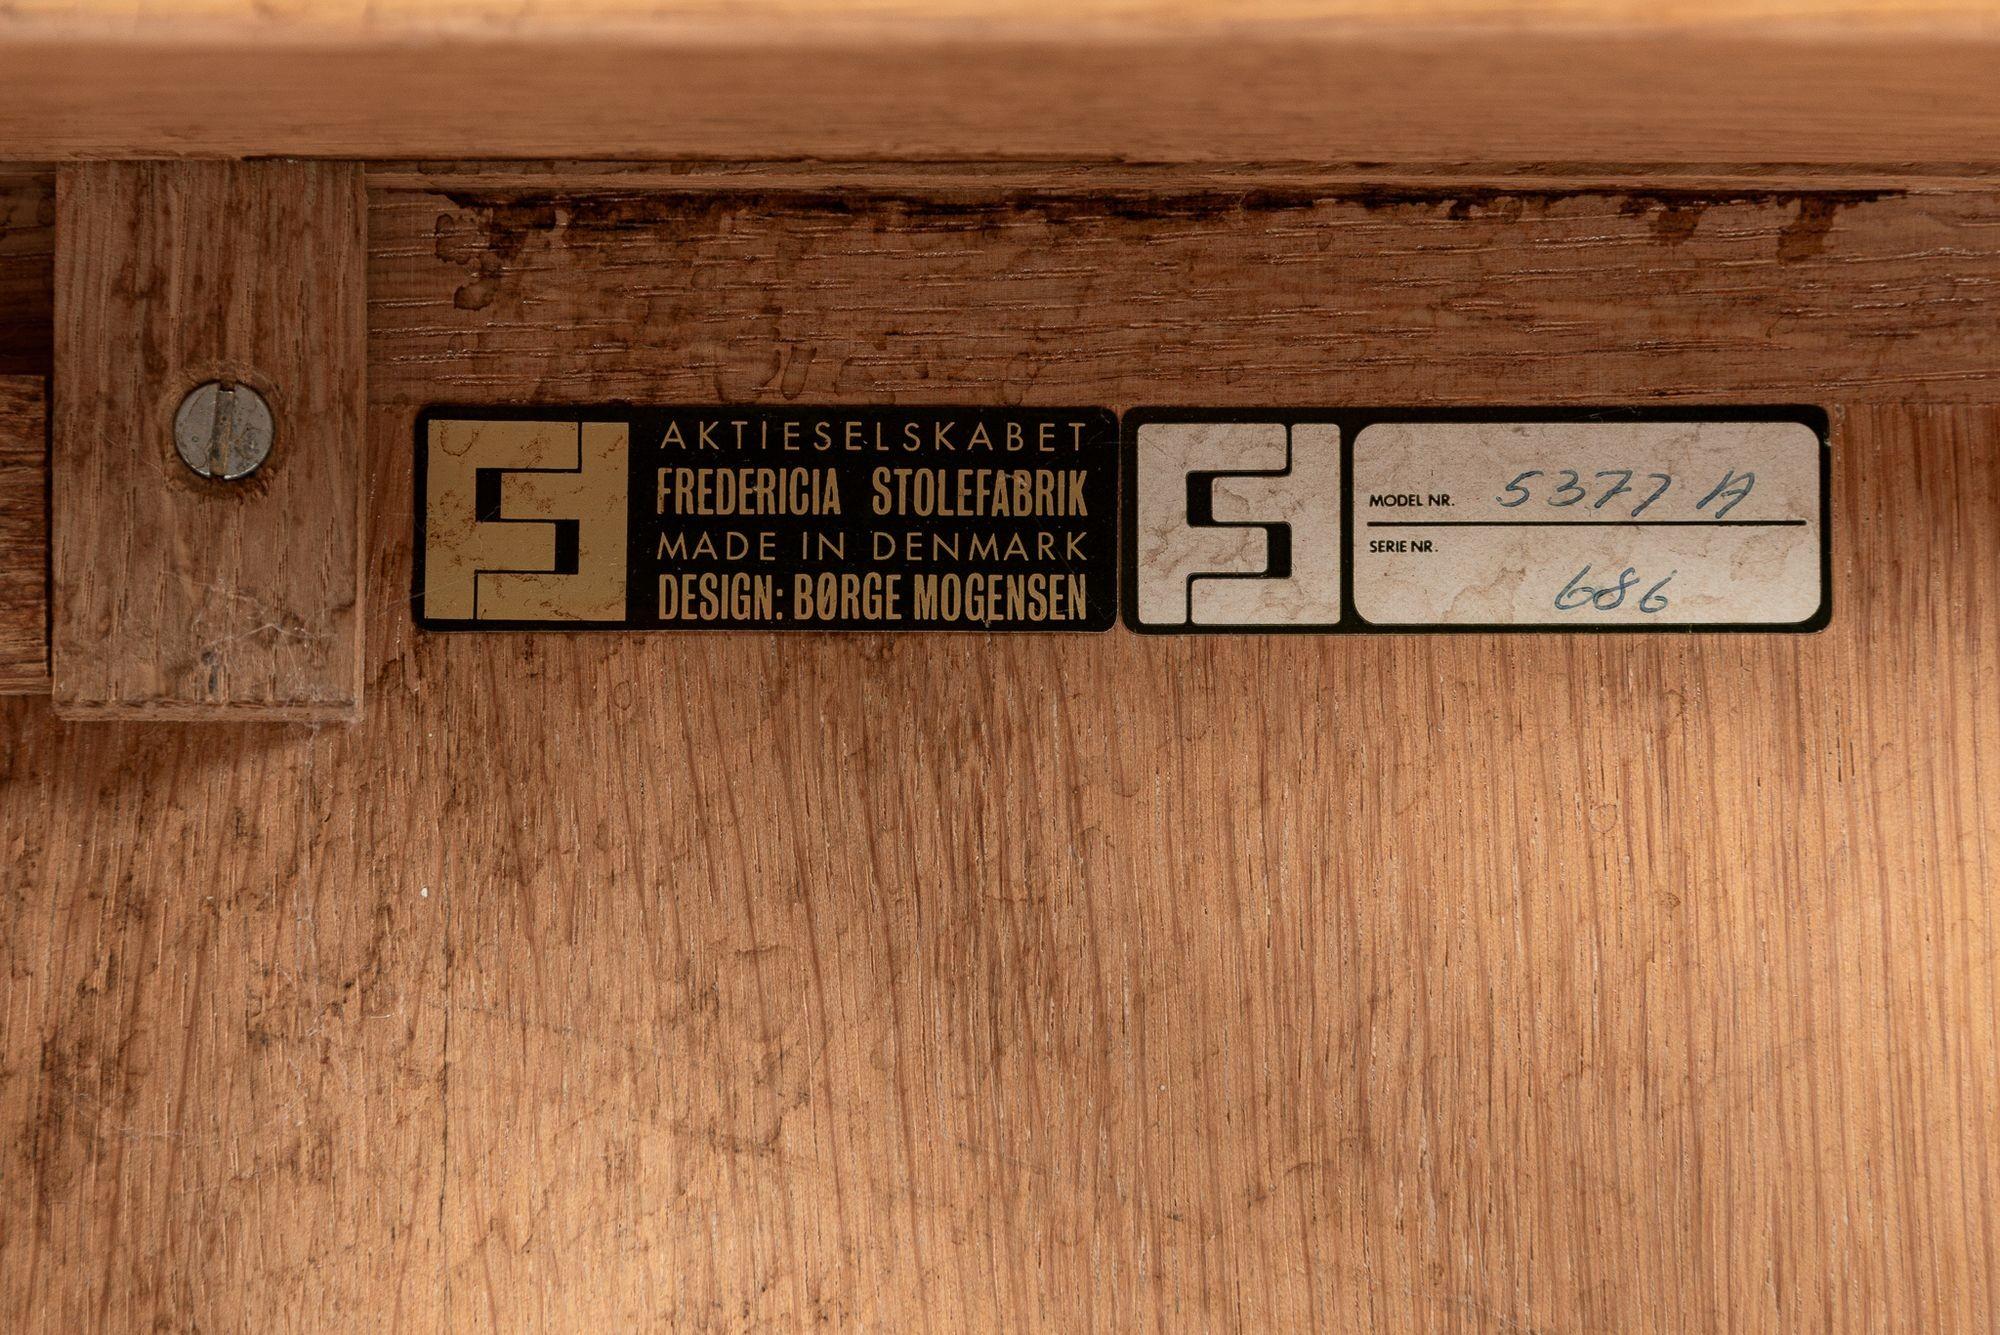 AKTIESELSKABET
FREDERICIA STOLEFABRIK
MADE IN DENMARK
DESIGN: BØRGE MOGENSEN
MODEL NR. 5377 A
SERIE NR.
686